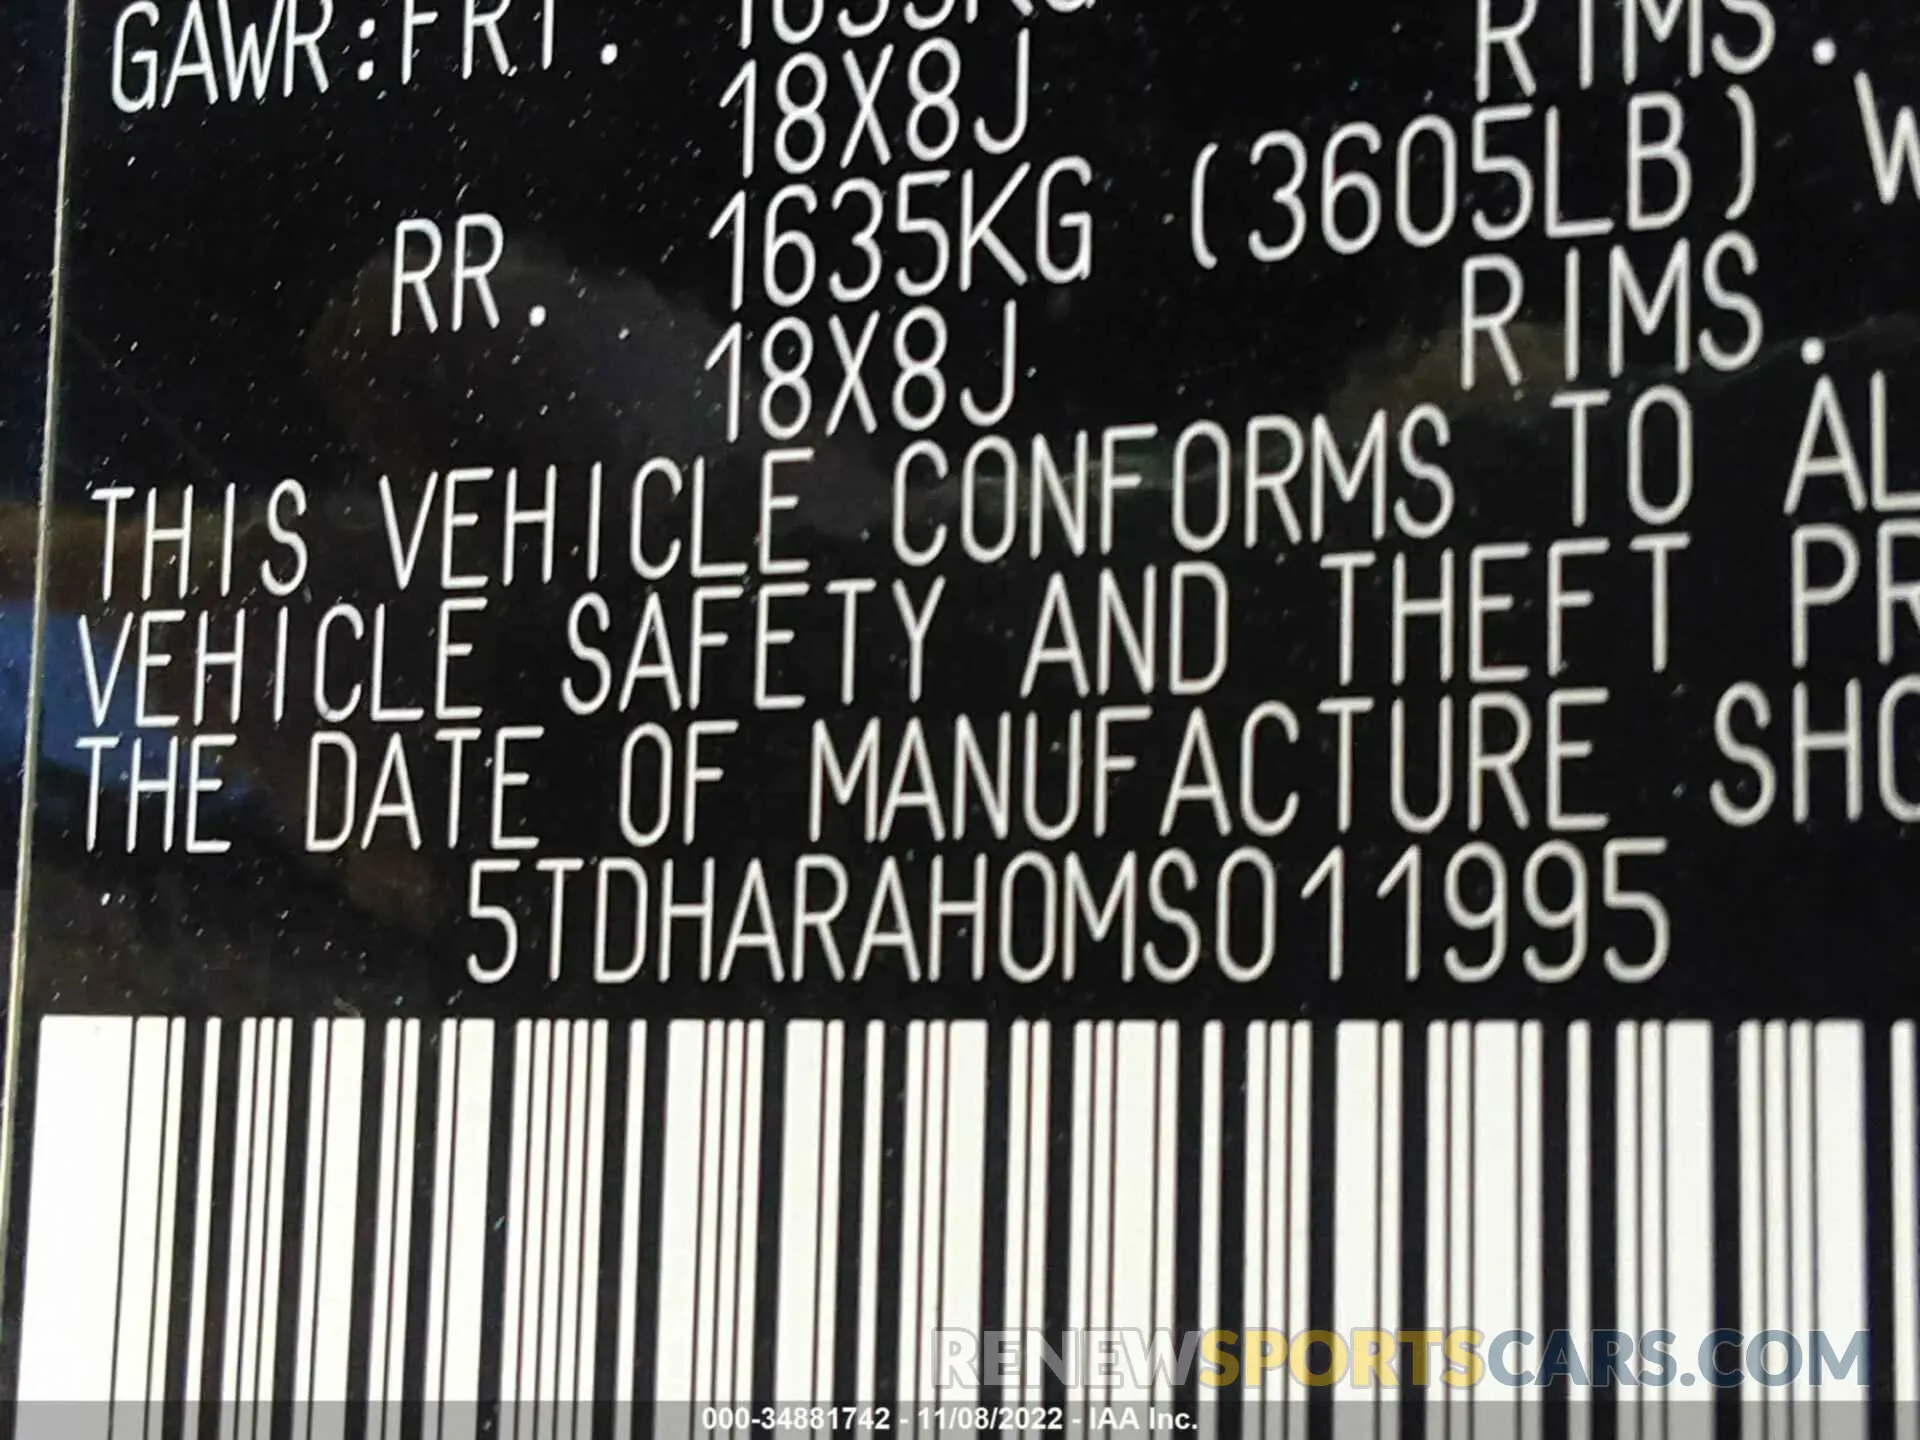 GAWR:FRT. 1635KG RIMS.
18X8J
RR. 1635KG (3605LB) W
18X8J RIMS.
THIS VEHICLE CONFORMS TO AL
VEHICLE SAFETY AND THEFT PR
THE DATE OF MANUFACTURE SHO
5TDHARAH0MS011995
RENEWSPORTSCARS.COM
000-34881742 - 11/08/2022 - IAA Inc.